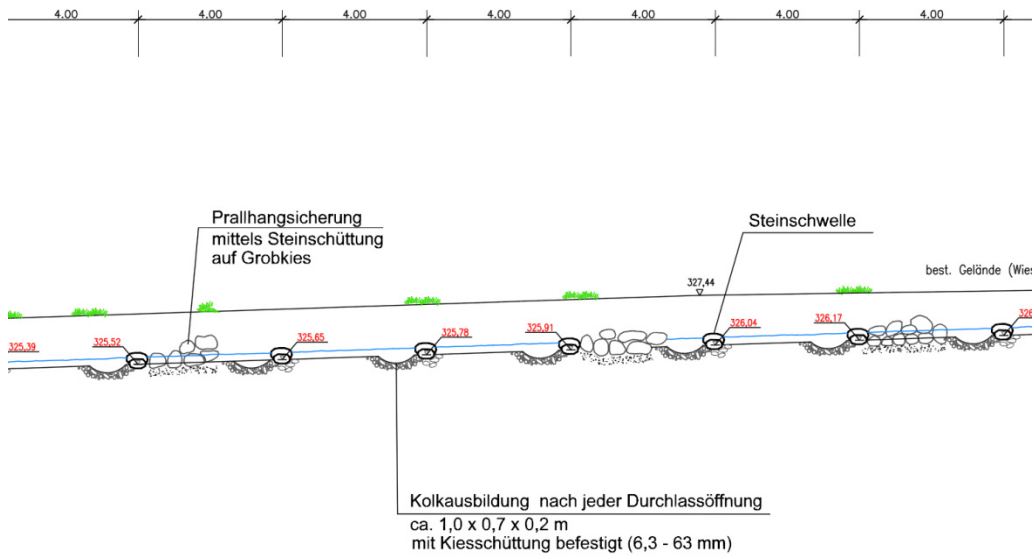 4.00 4.00 4.00 4.00 4.00 4.00 4.00
Prallhangsicherung
mittels Steinschüttung
auf Grobkies
Steinschwelle
best. Gelände (Wies
327,44
325,39 325,52 325,65 325,78 325,91 326,04 326,17 326
Kolkausbildung nach jeder Durchlassöffnung
ca. 1,0 x 0,7 x 0,2 m
mit Kiesschüttung befestigt (6,3 - 63 mm)